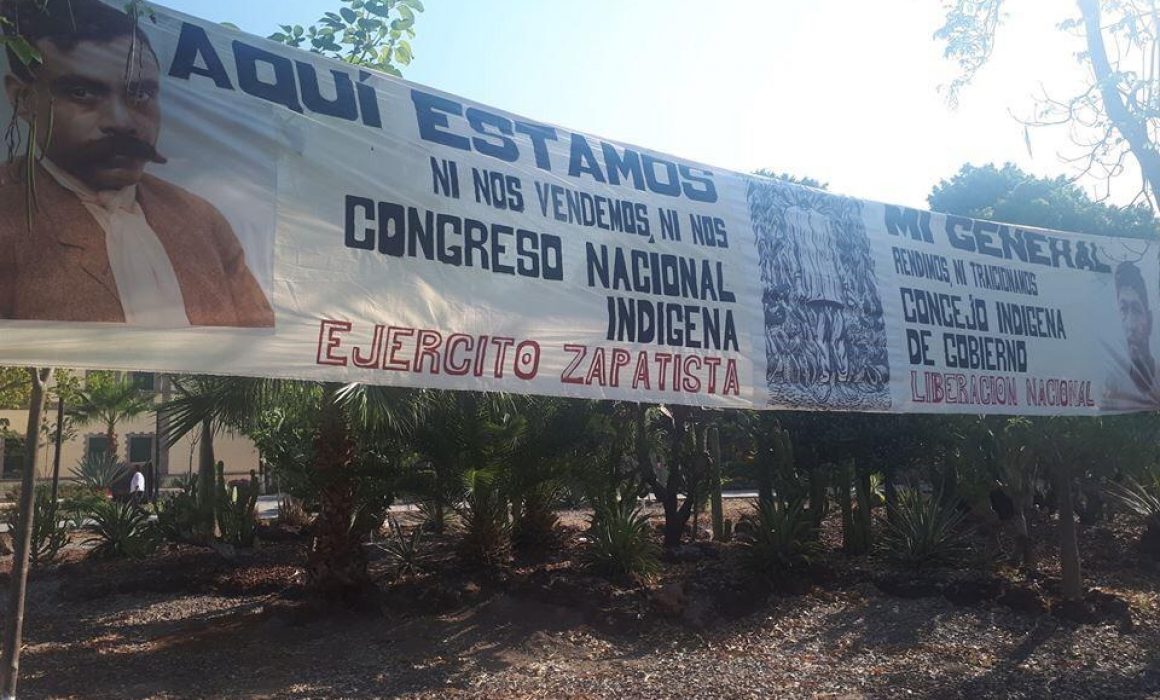 AQUÍ ESTAMOS MI GENERAL
NI NOS VENDEMOS, NI NOS RENDIMOS, NI TRAICIONAMOS
CONGRESO NACIONAL INDIGENA
CONCEJO INDIGENA DE GOBIERNO
EJERCITO ZAPATISTA LIBERACION NACIONAL